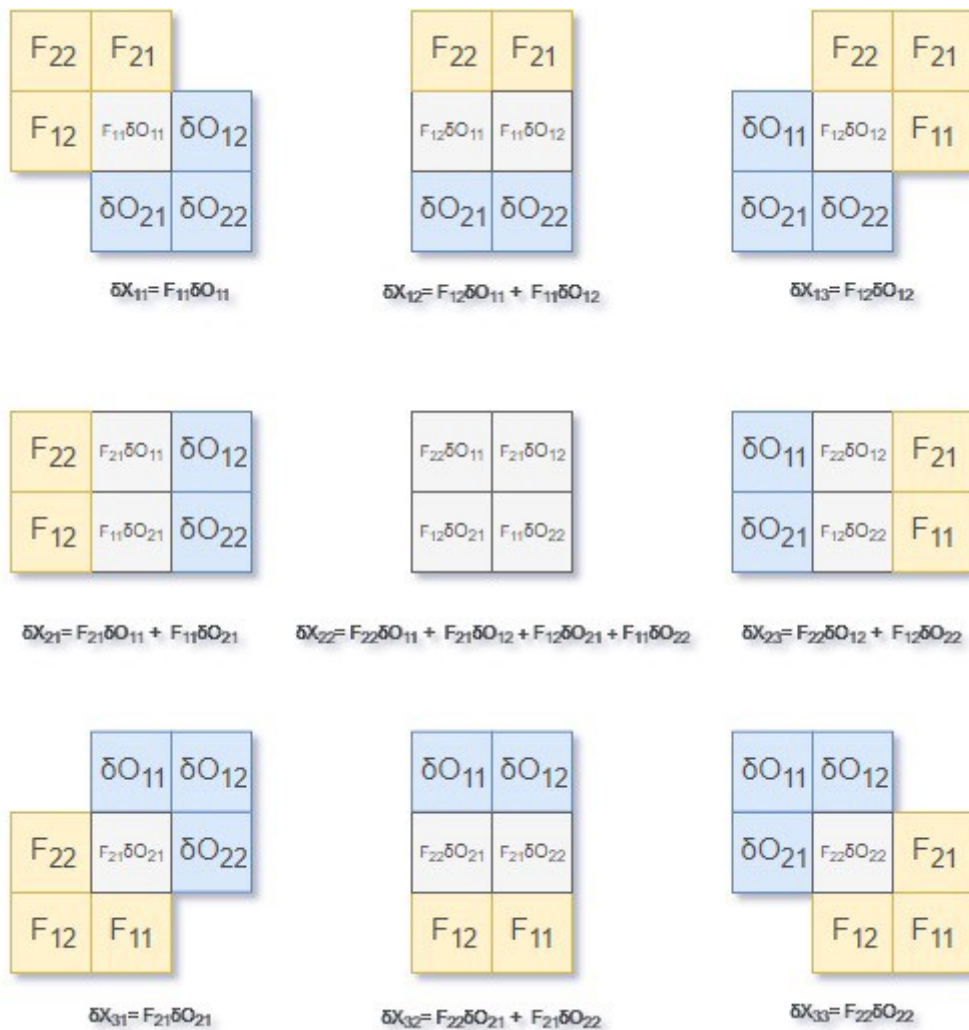 F₂₂ F₂₁ F₂₂ F₂₁ F₂₂ F₂₁
F₁₂ F₁₁δO₁₁ δO₁₂ F₁₂δO₁₁ F₁₁δO₁₂ δO₁₁ F₁₂δO₁₂ F₁₁
δO₂₁ δO₂₂ δO₂₁ δO₂₂ δO₂₁ δO₂₂
δX₁₁= F₁₁δO₁₁ δX₁₂= F₁₂δO₁₁ + F₁₁δO₁₂ δX₁₃= F₁₂δO₁₂
F₂₂ F₂₁δO₁₁ δO₁₂ F₂₂δO₁₁ F₂₁δO₁₂ δO₁₁ F₂₂δO₁₂ F₂₁
F₁₂ F₁₁δO₂₁ δO₂₂ F₁₂δO₂₁ F₁₁δO₂₂ δO₂₁ F₁₂δO₂₂ F₁₁
δX₂₁= F₂₁δO₁₁ + F₁₁δO₂₁ δX₂₂= F₂₂δO₁₁ + F₂₁δO₁₂ + F₁₂δO₂₁ + F₁₁δO₂₂ δX₂₃= F₂₂δO₁₂ + F₁₂δO₂₂
δO₁₁ δO₁₂ δO₁₁ δO₁₂ δO₁₁ δO₁₂
F₂₂ F₂₁δO₂₁ δO₂₂ F₂₂δO₂₁ F₂₁δO₂₂ δO₂₁ F₂₂δO₂₂ F₂₁
F₁₂ F₁₁ F₁₂ F₁₁ F₁₂ F₁₁
δX₃₁= F₂₁δO₂₁ δX₃₂= F₂₂δO₂₁ + F₂₁δO₂₂ δX₃₃= F₂₂δO₂₂